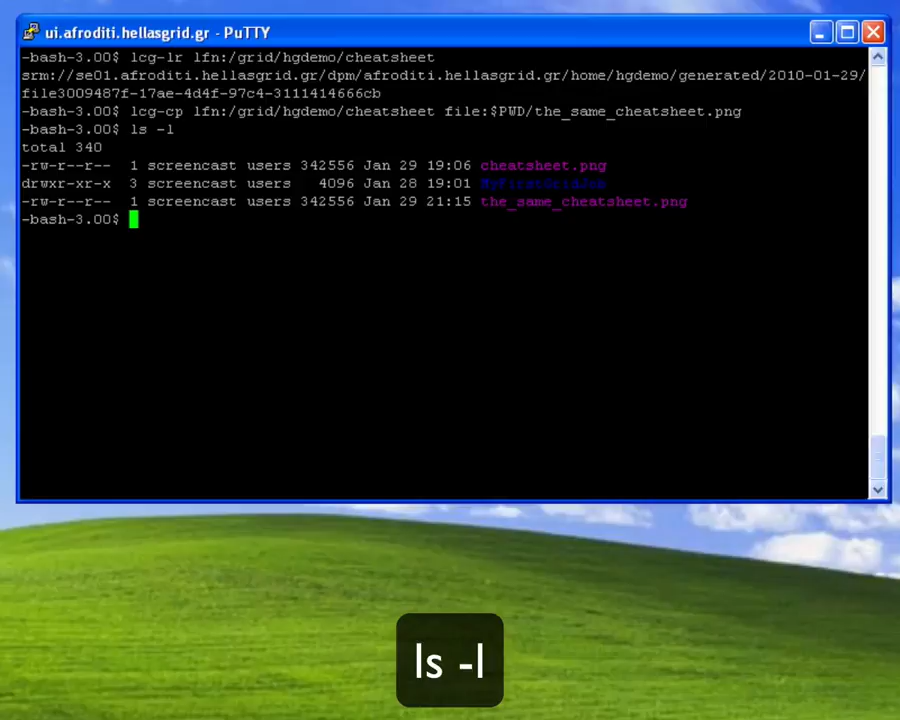 ui.afroditi.hellasgrid.gr - PuTTY
-bash-3.00$ lcg-lr lfn:/grid/hgdemo/cheatsheet
srm://se01.afroditi.hellasgrid.gr/dpm/afroditi.hellasgrid.gr/home/hgdemo/generated/2010-01-29/
file3009487f-17ae-4d4f-97c4-3111414666cb
-bash-3.00$ lcg-cp lfn:/grid/hgdemo/cheatsheet file:$PWD/the_same_cheatsheet.png
-bash-3.00$ ls -l
total 340
-rw-r--r-- 1 screencast users 342556 Jan 29 19:06 cheatsheet.png
drwxr-xr-x 3 screencast users 4096 Jan 28 19:01 MyFirstGridJob
-rw-r--r-- 1 screencast users 342556 Jan 29 21:15 the_same_cheatsheet.png
-bash-3.00$
ls -l